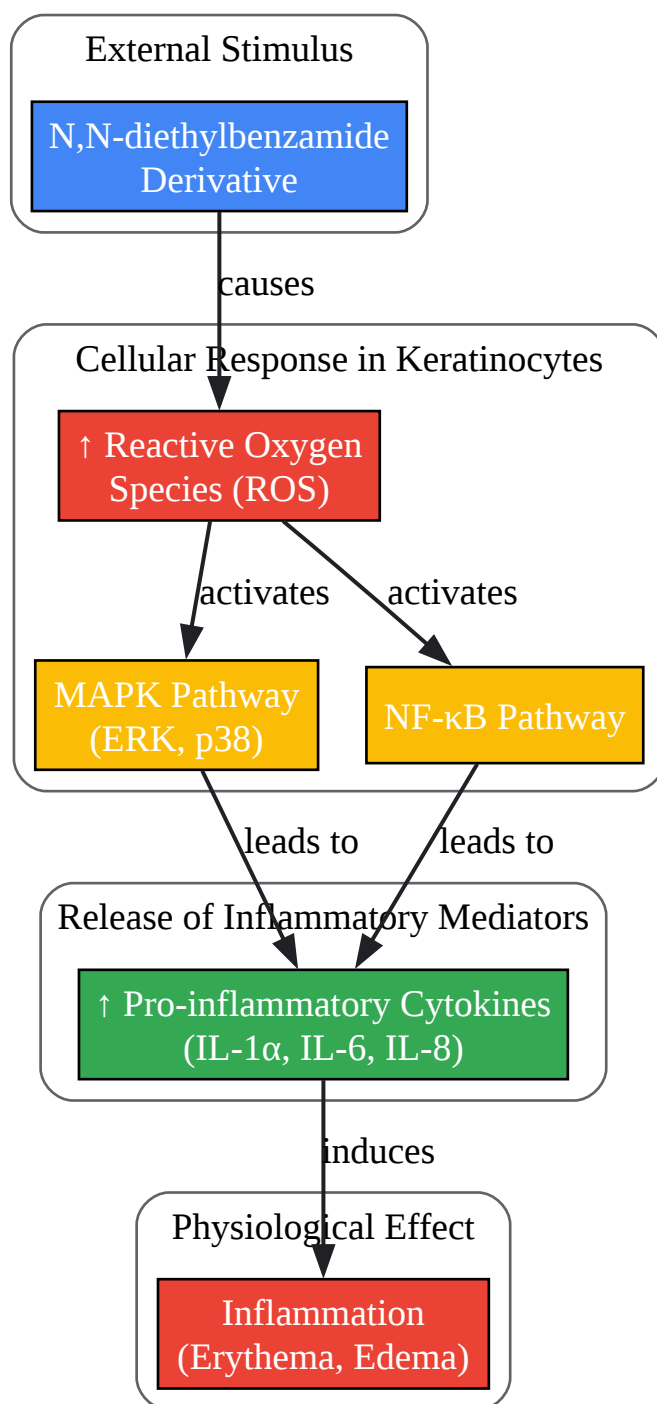 External Stimulus
N,N-diethylbenzamide
Derivative
causes
Cellular Response in Keratinocytes
↑ Reactive Oxygen
Species (ROS)
activates
activates
MAPK Pathway
(ERK, p38)
NF-κB Pathway
leads to
leads to
Release of Inflammatory Mediators
↑ Pro-inflammatory Cytokines
(IL-1α, IL-6, IL-8)
induces
Physiological Effect
Inflammation
(Erythema, Edema)